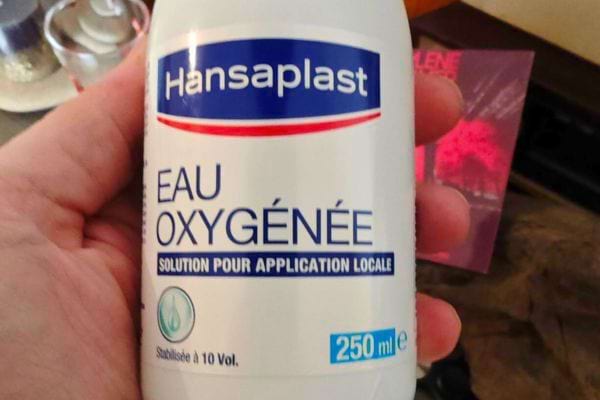 Hansaplast
EAU
OXYGÉNÉE
SOLUTION POUR APPLICATION LOCALE
Stabilisée à 10 Vol.
250 ml e